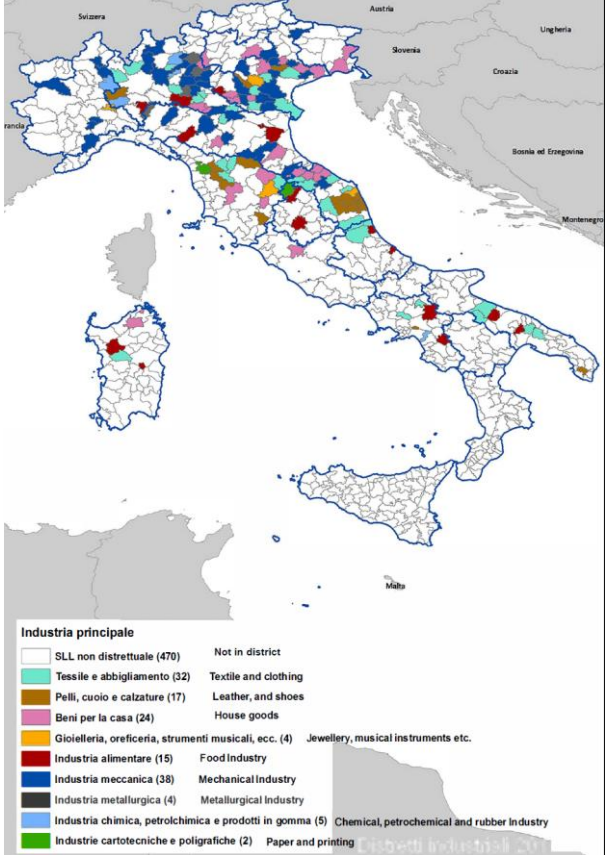 Svizzera
Austria
Ungheria
Slovenia
Croazia
rancia
Bosnia ed Erzegovina
Montenegro
Malta
Industria principale
SLL non distrettuale (470) Not in district
Tessile e abbigliamento (32) Textile and clothing
Pelli, cuoio e calzature (17) Leather, and shoes
Beni per la casa (24) House goods
Gioielleria, oreficeria, strumenti musicali, ecc. (4) Jewellery, musical instruments etc.
Industria alimentare (15) Food Industry
Industria meccanica (38) Mechanical Industry
Industria metallurgica (4) Metallurgical Industry
Industria chimica, petrolchimica e prodotti in gomma (5) Chemical, petrochemical and rubber Industry
Industrie cartotecniche e poligrafiche (2) Paper and printing
Distretti Industriali 201